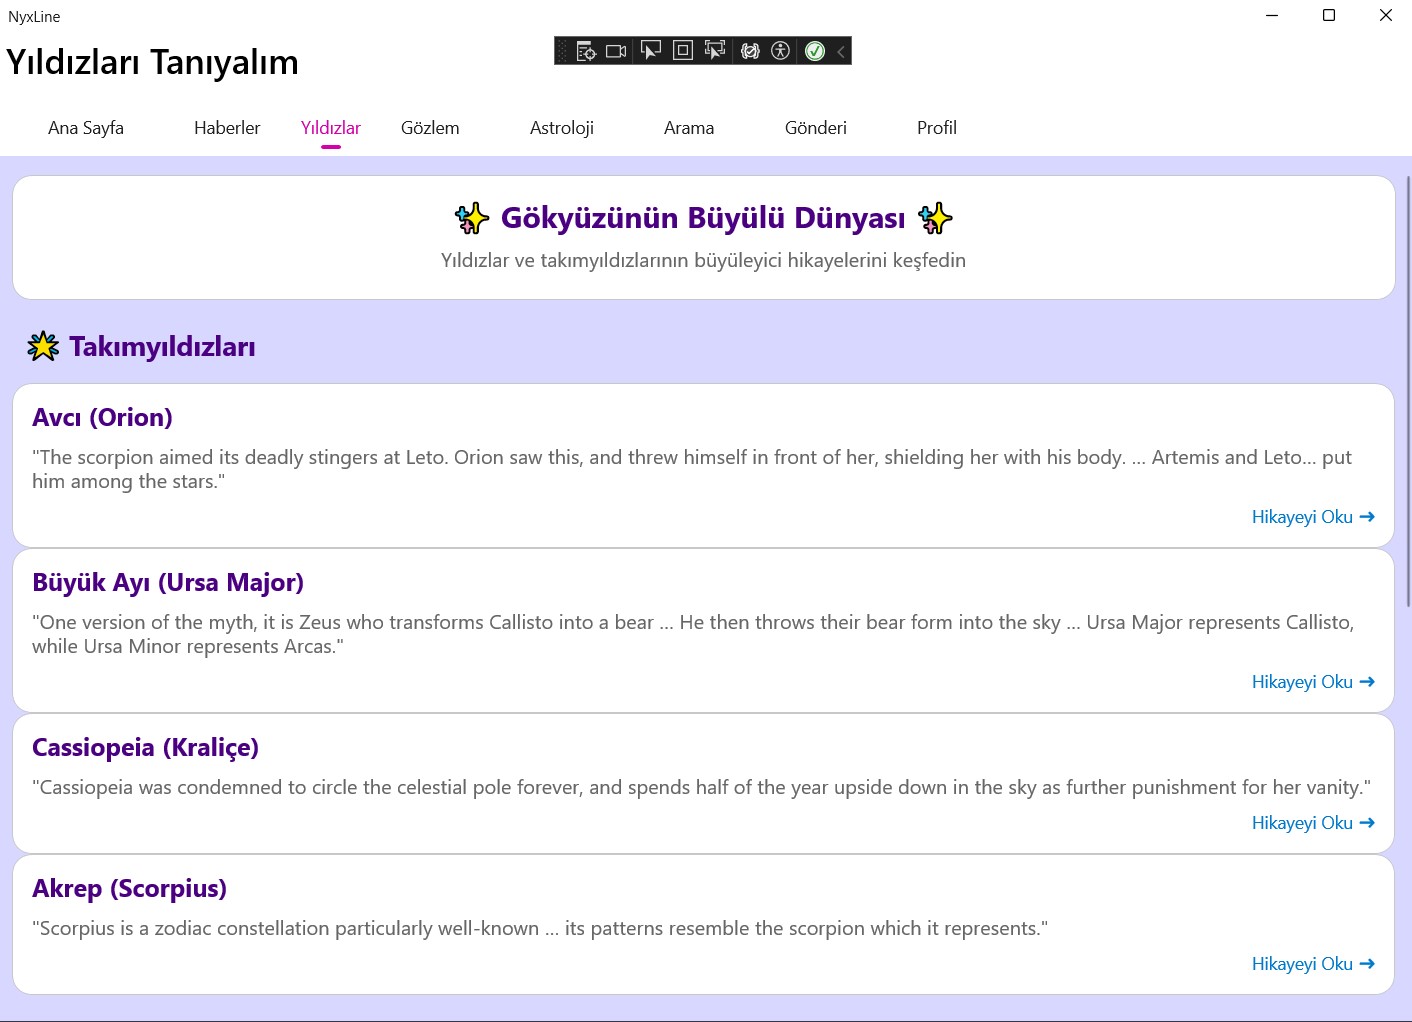 NyxLine
Yıldızları Tanıyalım
Ana Sayfa
Haberler
Yıldızlar
Gözlem
Astroloji
Arama
Gönderi
Profil
✨ Gökyüzünün Büyülü Dünyası ✨
Yıldızlar ve takımyıldızlarının büyüleyici hikayelerini keşfedin
🌟 Takımyıldızları
Avcı (Orion)
"The scorpion aimed its deadly stingers at Leto. Orion saw this, and threw himself in front of her, shielding her with his body. … Artemis and Leto… put
him among the stars."
Hikayeyi Oku →
Büyük Ayı (Ursa Major)
"One version of the myth, it is Zeus who transforms Callisto into a bear … He then throws their bear form into the sky … Ursa Major represents Callisto,
while Ursa Minor represents Arcas."
Hikayeyi Oku →
Cassiopeia (Kraliçe)
"Cassiopeia was condemned to circle the celestial pole forever, and spends half of the year upside down in the sky as further punishment for her vanity."
Hikayeyi Oku →
Akrep (Scorpius)
"Scorpius is a zodiac constellation particularly well-known … its patterns resemble the scorpion which it represents."
Hikayeyi Oku →